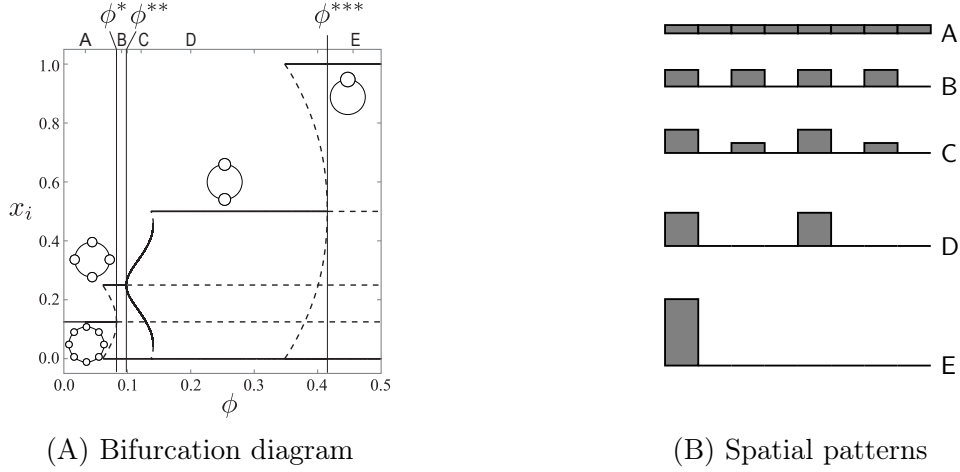 ϕ* ϕ** ϕ***
A B C D E
1.0
0.8
0.6
x_i
0.4
0.2
0.0
0.0 0.1 0.2 0.3 0.4 0.5
ϕ
(A) Bifurcation diagram
A
B
C
D
E
(B) Spatial patterns